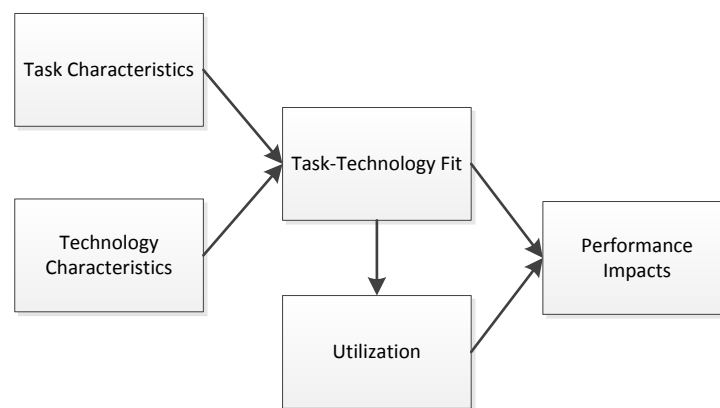 Task Characteristics
Technology
Characteristics
Task-Technology Fit
Utilization
Performance
Impacts